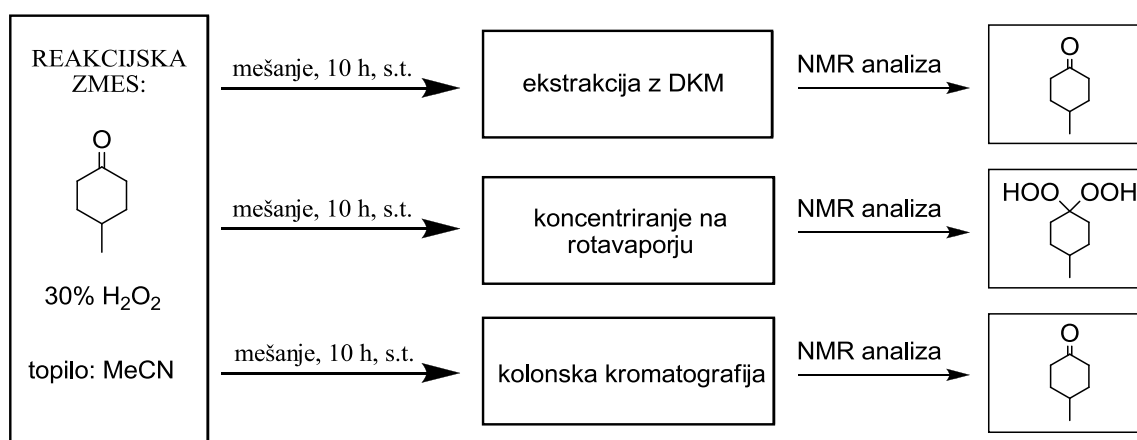 REAKCIJSKA
ZMES:
O
30% H₂O₂
topilo: MeCN
mešanje, 10 h, s.t.
ekstrakcija z DKM
NMR analiza
O
mešanje, 10 h, s.t.
koncentriranje na
rotavaporju
NMR analiza
HOO OOH
mešanje, 10 h, s.t.
kolonska kromatografija
NMR analiza
O